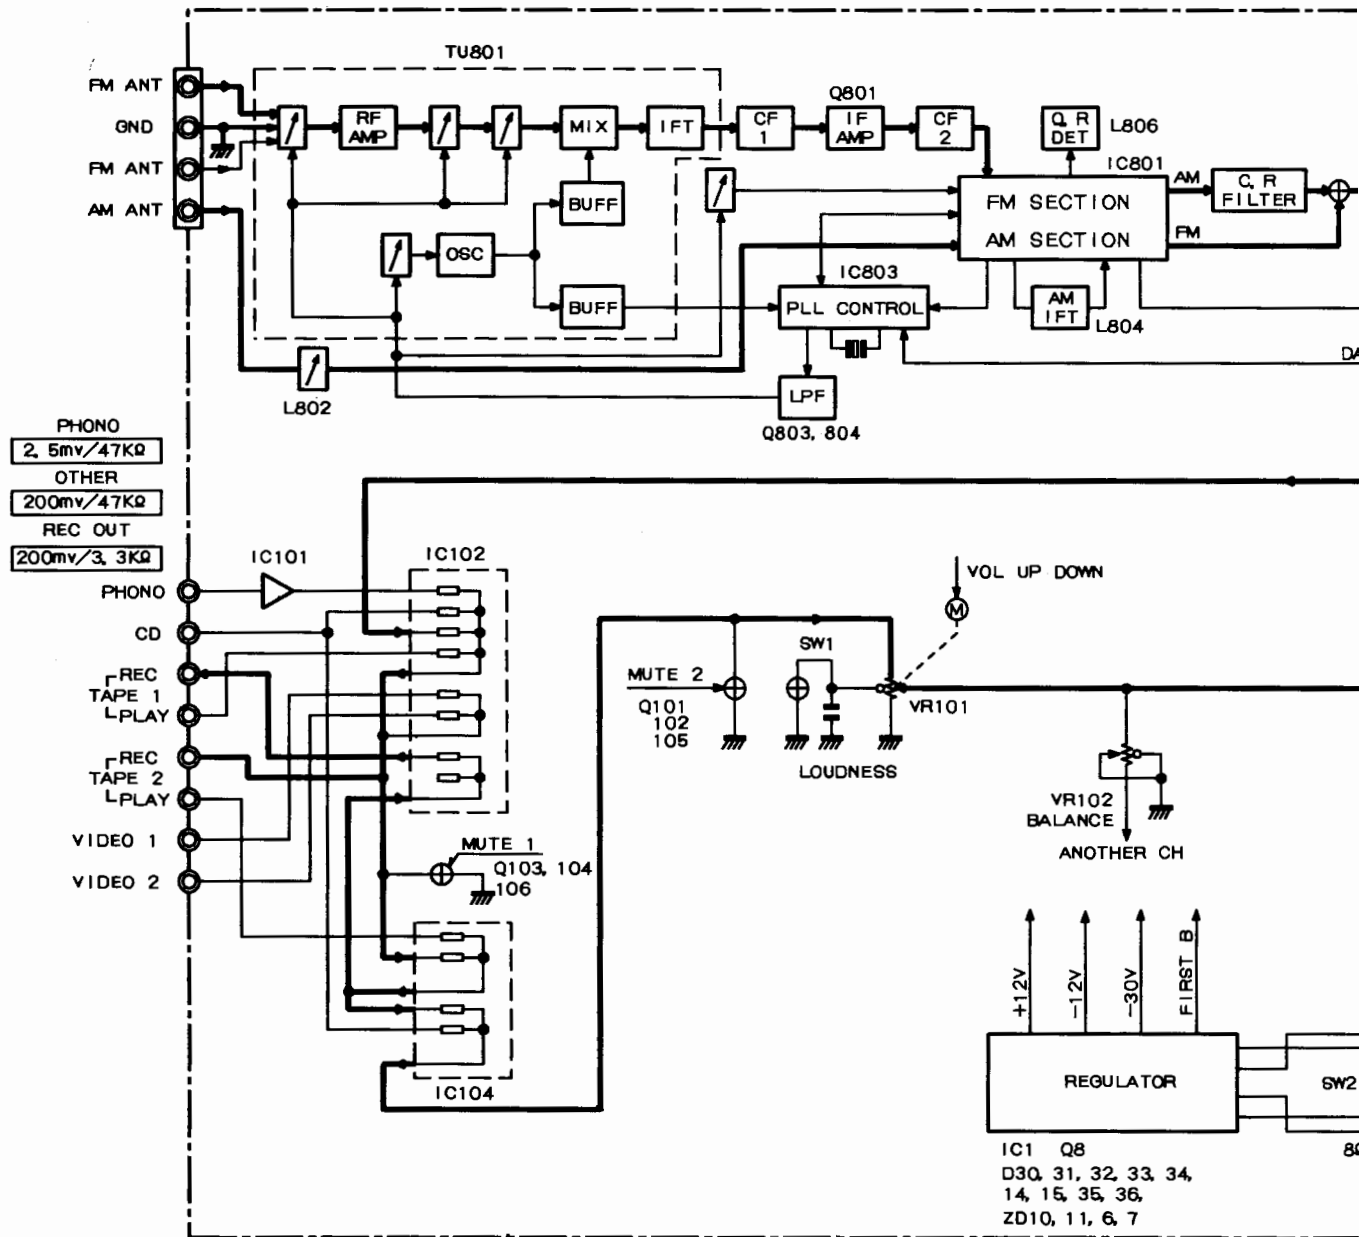 TU801
FM ANT
GND
FM ANT
AM ANT
RF AMP
MIX
IFT
CF 1
Q801
IF AMP
CF 2
Q.R DET
L806
IC801
FM SECTION
AM SECTION
AM
FM
C.R FILTER
BUFF
OSC
BUFF
IC803
PLL CONTROL
AM IFT
L804
DA
LPF
Q803, 804
L802
PHONO
2.5mv/47KΩ
OTHER
200mv/47KΩ
REC OUT
200mv/3.3KΩ
IC101
IC102
PHONO
CD
REC
TAPE 1
PLAY
REC
TAPE 2
PLAY
VIDEO 1
VIDEO 2
VOL UP DOWN
M
SW1
MUTE 2
Q101
102
105
VR101
LOUDNESS
VR102
BALANCE
ANOTHER CH
MUTE 1
Q103, 104
106
IC104
+12V
-12V
-30V
FIRST B
REGULATOR
SW2
IC1 Q8
D30, 31, 32, 33, 34,
14, 15, 35, 36,
ZD10, 11, 6, 7